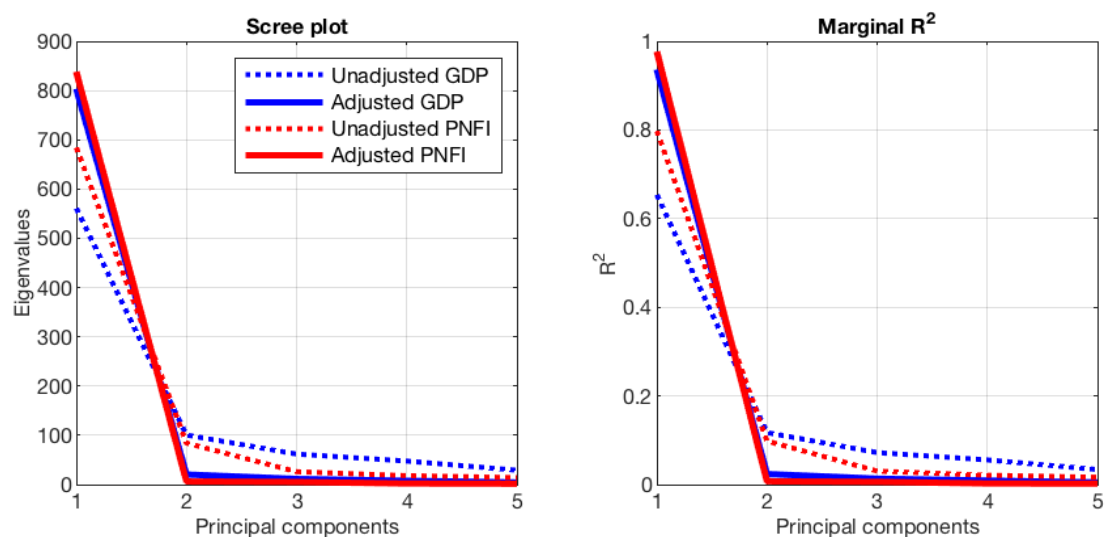 Scree plot
900
800
700
600
500
400
300
200
100
0
Eigenvalues
1 2 3 4 5
Principal components
Unadjusted GDP
Adjusted GDP
Unadjusted PNFI
Adjusted PNFI
Marginal R²
1
0.8
0.6
0.4
0.2
0
R²
1 2 3 4 5
Principal components